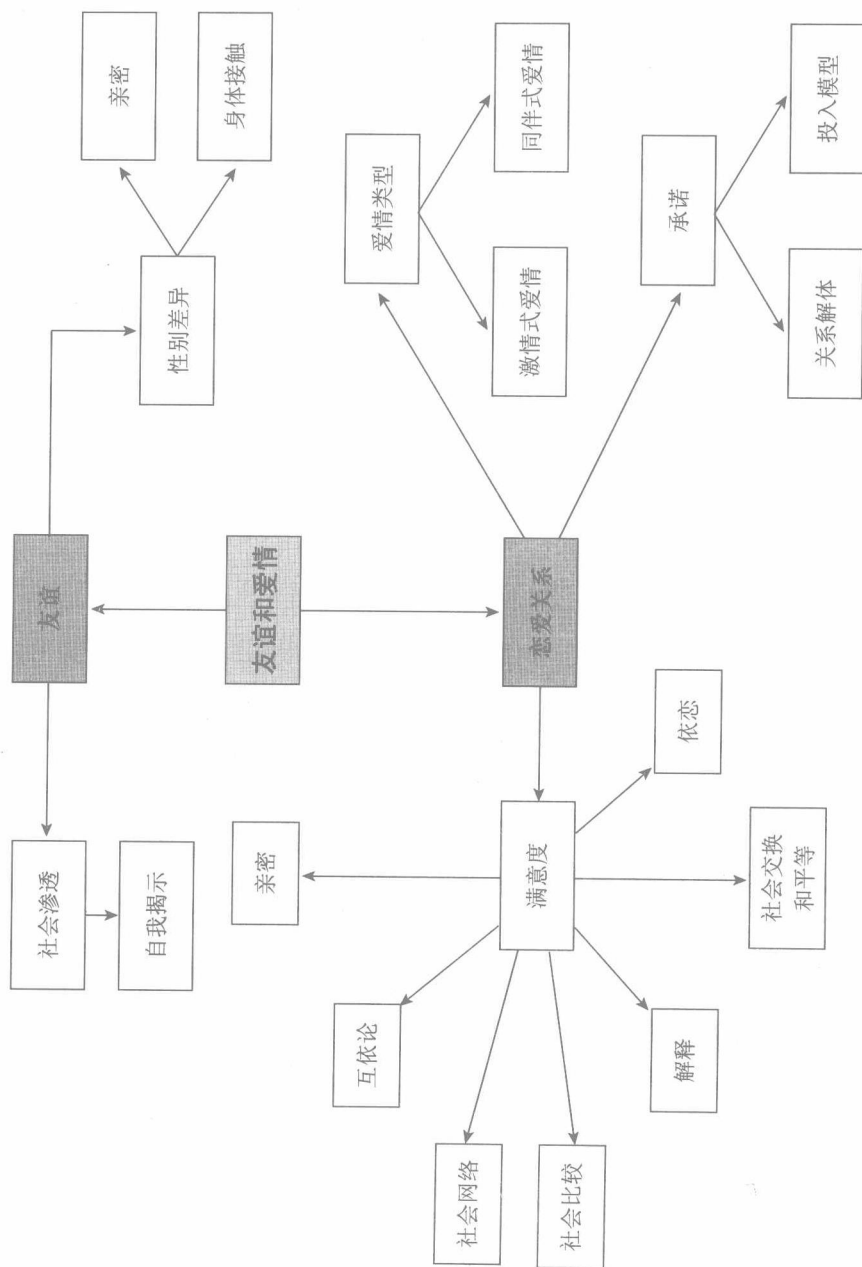 社会渗透
友谊
亲密
自我揭示
性别差异
身体接触
亲密
友谊和爱情
互依论
爱情类型
社会网络
满意度
恋爱关系
激情式爱情
同伴式爱情
社会比较
解释
依恋
承诺
社会交换
和平等
关系解体
投入模型